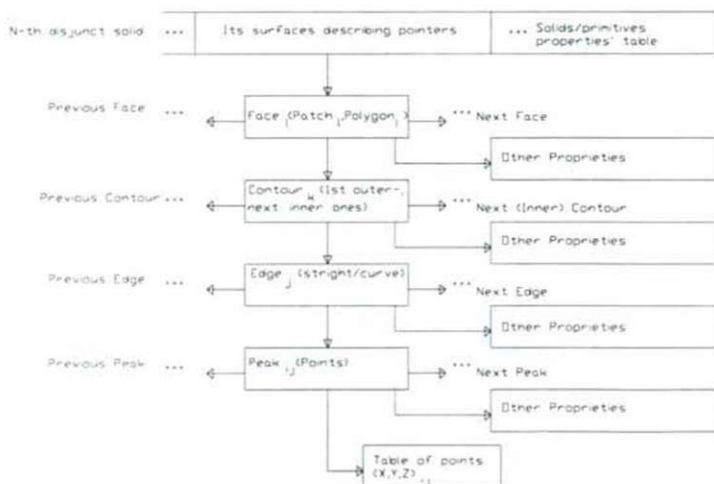 N-th disjunct solid ... Its surfaces describing pointers ... Solids/primitives
properties' table
Previous Face ... Face i (Patch i, Polygon i) ... Next Face
Other Proprieties
Previous Contour ... Contour k (1st outer-,
next inner ones) ... Next (Inner) Contour
Other Proprieties
Previous Edge ... Edge j (stright/curve) ... Next Edge
Other Proprieties
Previous Peak ... Peak ij (Points) ... Next Peak
Other Proprieties
Table of points
(X,Y,Z)